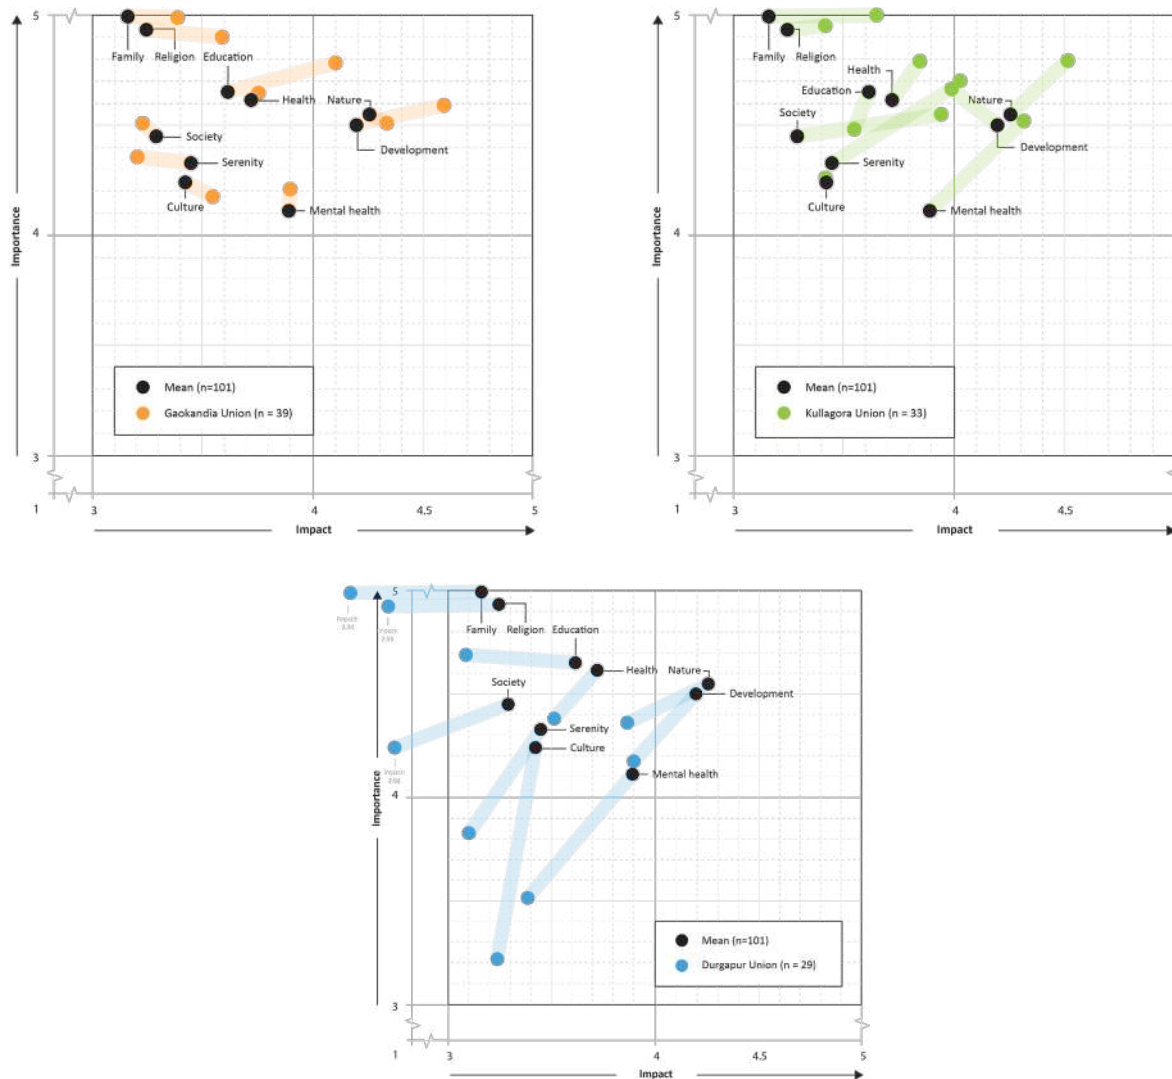 5
Family Religion Education
Health Nature
Society
Development
Serenity
Culture
Mental health
4
Importance
Mean (n=101)
Gaokandia Union (n = 39)
3
1
3 4 4.5 5
Impact
5
Family Religion
Health
Education
Nature
Society
Development
Serenity
Culture
Mental health
4
Importance
Mean (n=101)
Kullagora Union (n = 33)
3
1
3 4 4.5
Impact
5
Family Religion Education
Health Nature
Society
Development
Serenity
Culture
Mental health
4
Importance
Mean (n=101)
Durgapur Union (n = 29)
3
1
3 4 4.5 5
Impact